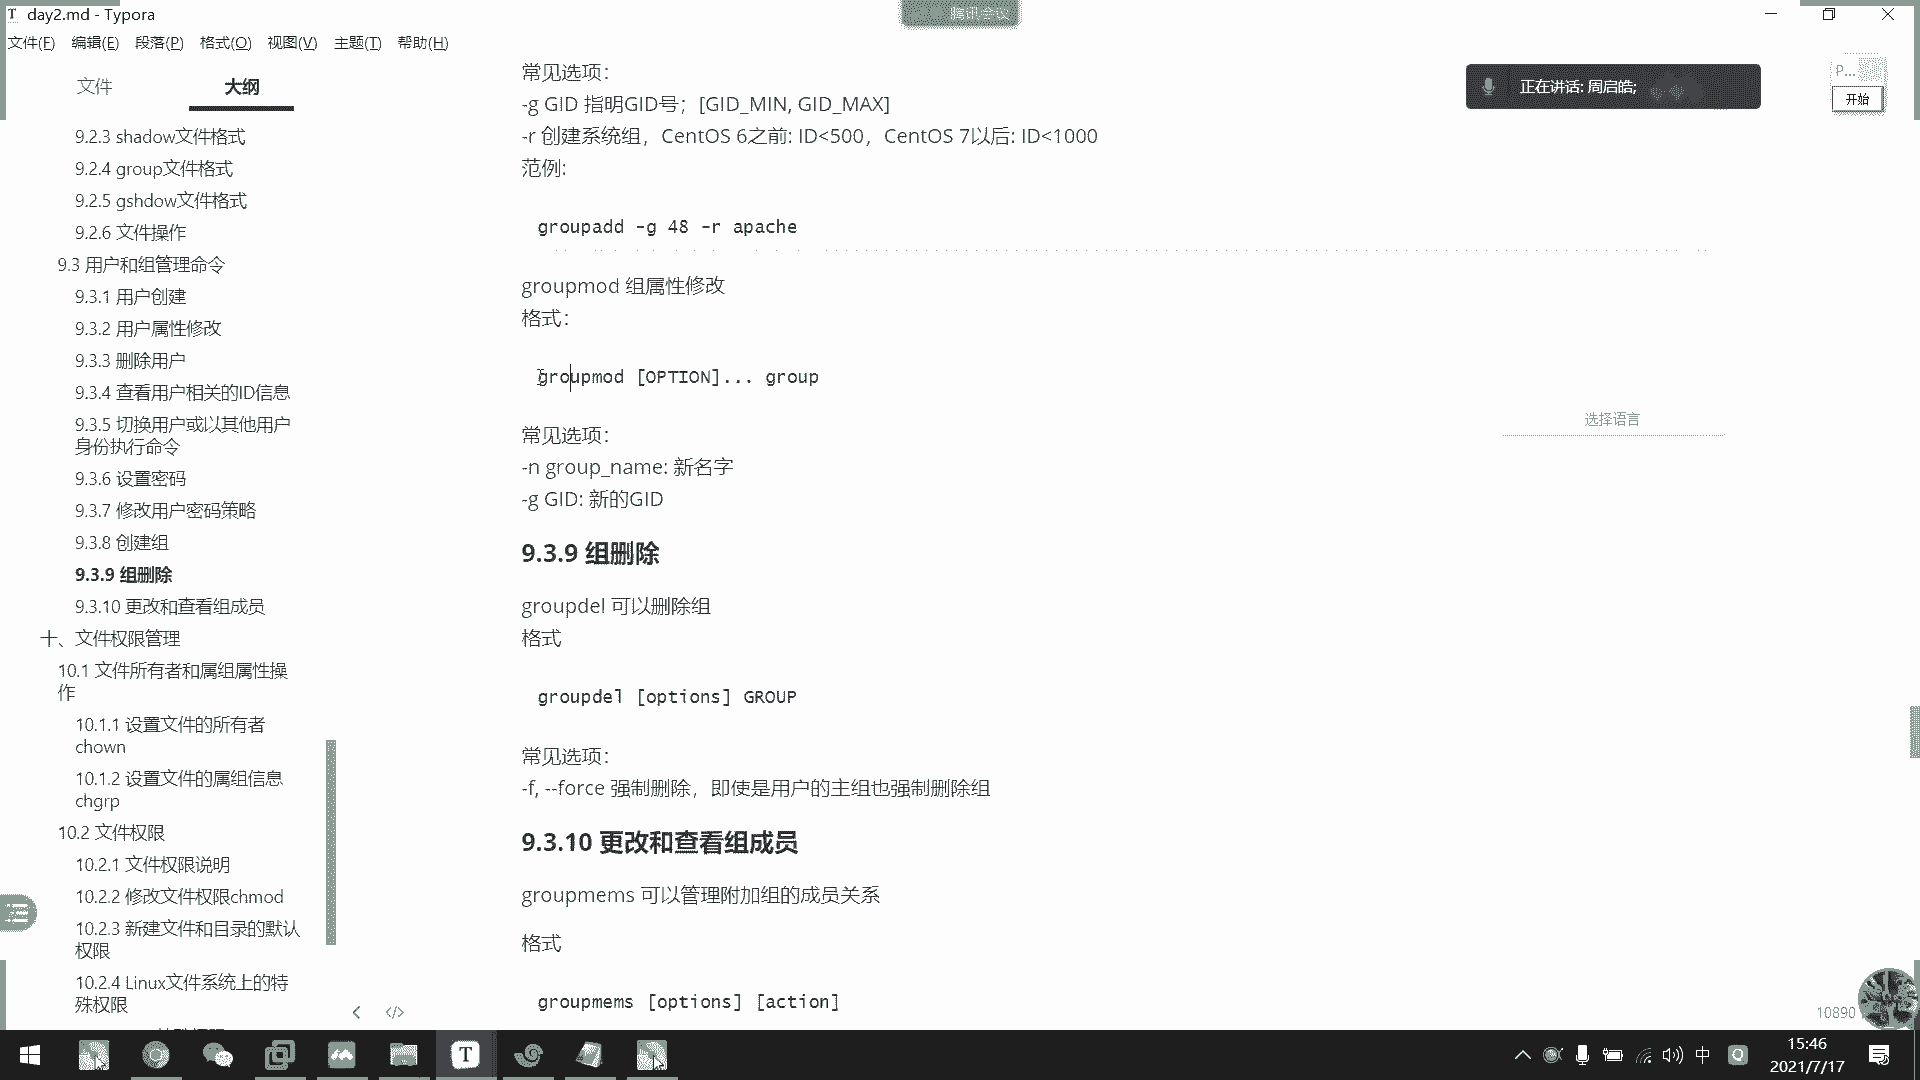 day2.md - Typora
腾讯会议
文件(F) 编辑(E) 段落(P) 格式(O) 视图(V) 主题(T) 帮助(H)
文件 大纲
9.2.3 shadow文件格式
9.2.4 group文件格式
9.2.5 gshdow文件格式
9.2.6 文件操作
9.3 用户和组管理命令
9.3.1 用户创建
9.3.2 用户属性修改
9.3.3 删除用户
9.3.4 查看用户相关的ID信息
9.3.5 切换用户或以其他用户
身份执行命令
9.3.6 设置密码
9.3.7 修改用户密码策略
9.3.8 创建组
9.3.9 组删除
9.3.10 更改和查看组成员
十、文件权限管理
10.1 文件所有者和属组属性操
作
10.1.1 设置文件的所有者
chown
10.1.2 设置文件的属组信息
chgrp
10.2 文件权限
10.2.1 文件权限说明
10.2.2 修改文件权限chmod
10.2.3 新建文件和目录的默认
权限
10.2.4 Linux文件系统上的特
殊权限
常见选项：
-g GID 指明GID号；[GID_MIN, GID_MAX]
-r 创建系统组，CentOS 6之前: ID<500，CentOS 7以后: ID<1000
范例:
groupadd -g 48 -r apache
groupmod 组属性修改
格式：
groupmod [OPTION]... group
常见选项：
-n group_name: 新名字
-g GID: 新的GID
9.3.9 组删除
groupdel 可以删除组
格式
groupdel [options] GROUP
常见选项：
-f, --force 强制删除，即使是用户的主组也强制删除组
9.3.10 更改和查看组成员
groupmems 可以管理附加组的成员关系
格式
groupmems [options] [action]
正在讲话: 周启皓;
P...
开始
选择语言
10890
中
15:46
2021/7/17